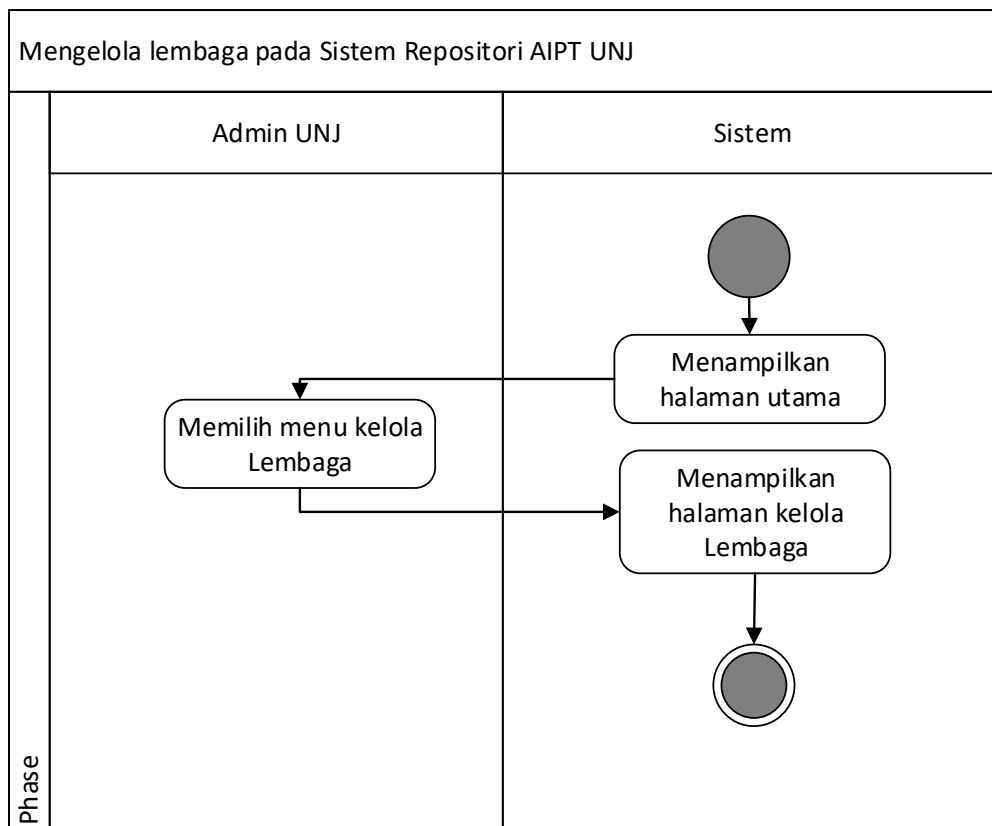 Mengelola lembaga pada Sistem Repositori AIPT UNJ
Admin UNJ
Sistem
Menampilkan
halaman utama
Memilih menu kelola
Lembaga
Menampilkan
halaman kelola
Lembaga
Phase